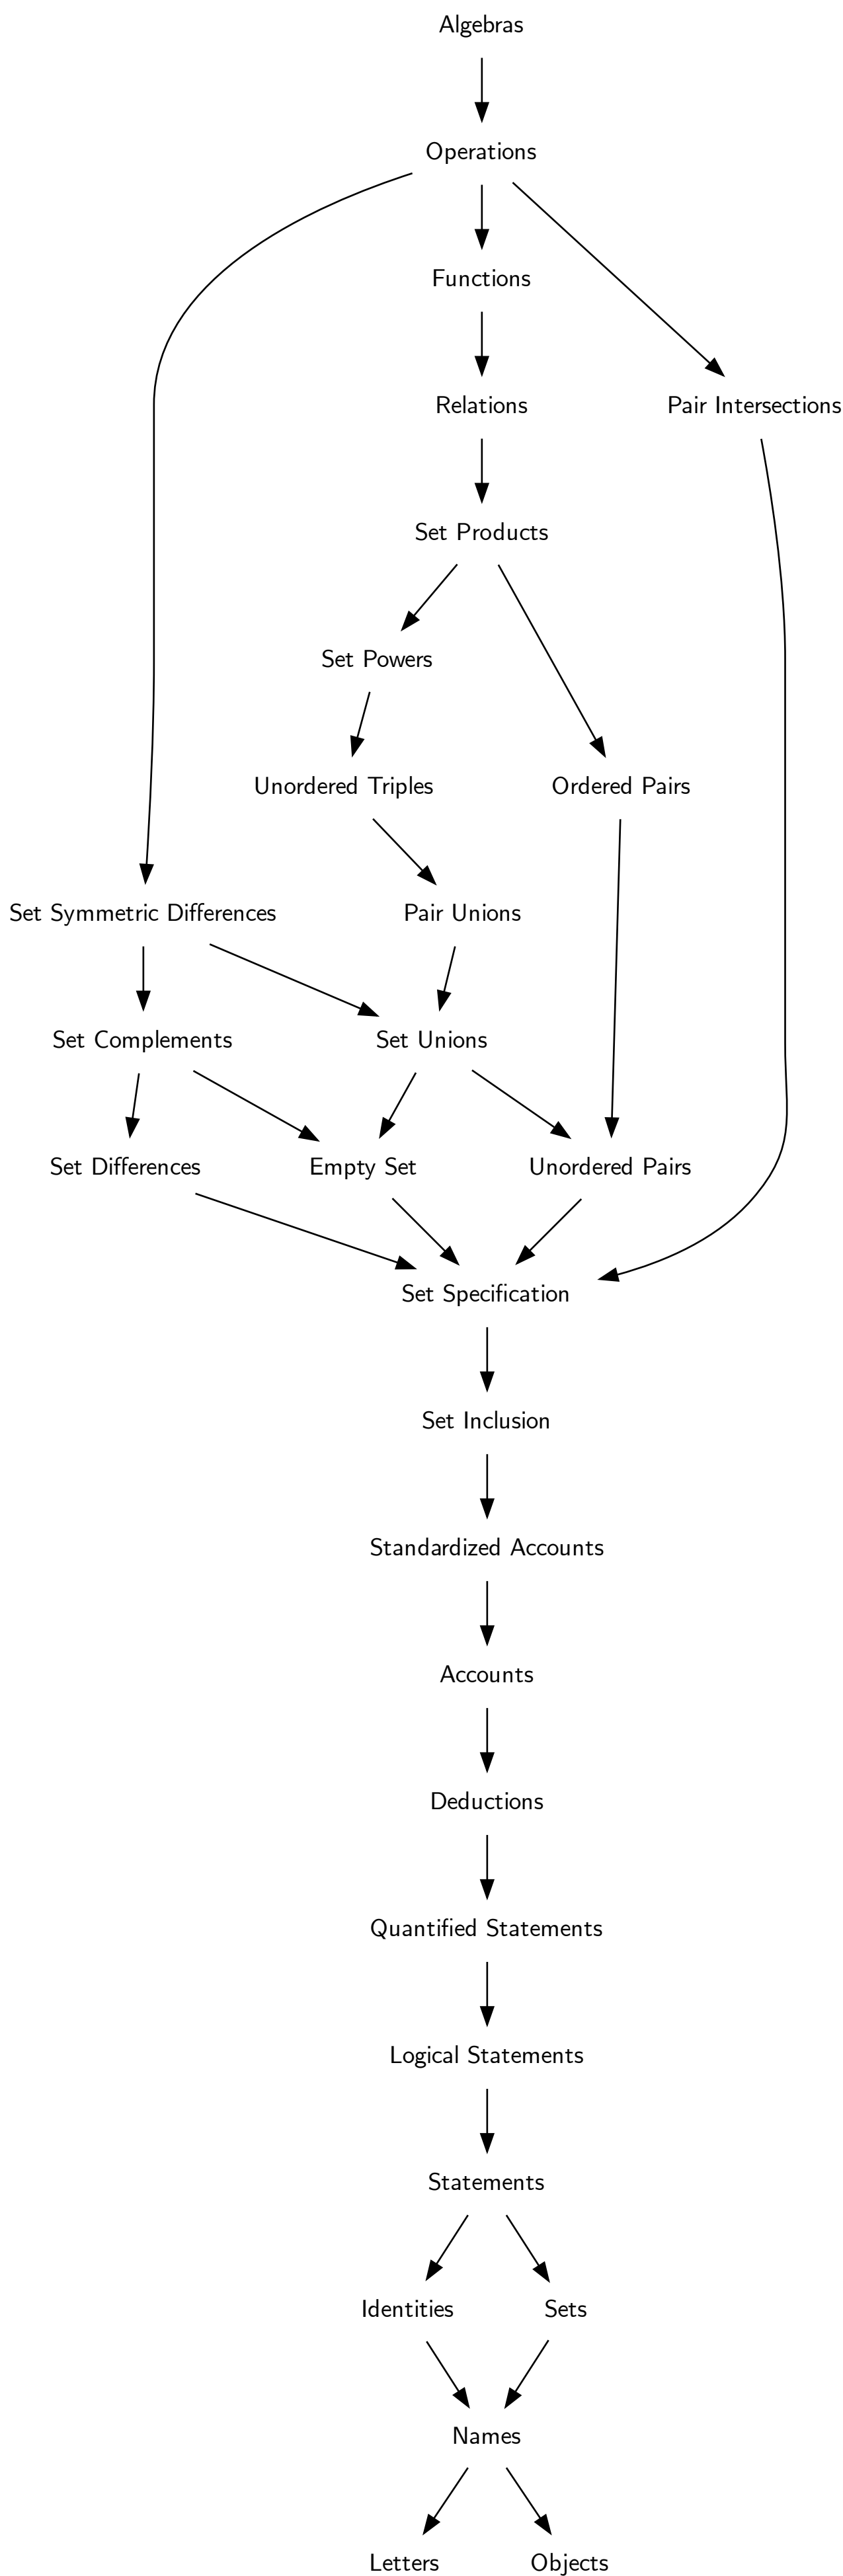 Algebras
Operations
Functions
Relations
Pair Intersections
Set Products
Set Powers
Unordered Triples
Ordered Pairs
Set Symmetric Differences
Pair Unions
Set Complements
Set Unions
Set Differences
Empty Set
Unordered Pairs
Set Specification
Set Inclusion
Standardized Accounts
Accounts
Deductions
Quantified Statements
Logical Statements
Statements
Identities
Sets
Names
Letters
Objects